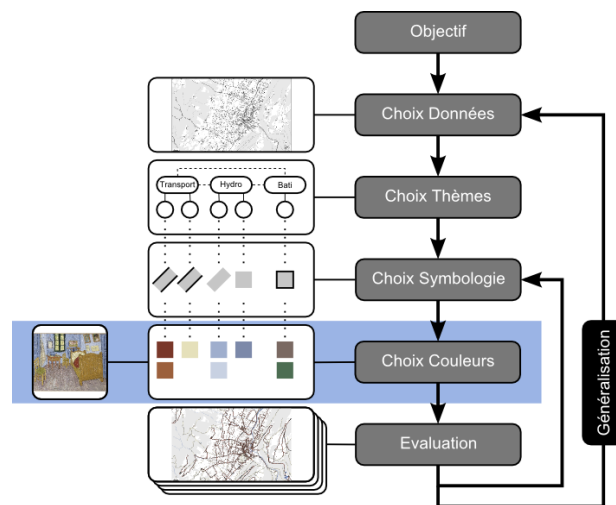 Objectif
Choix Données
Transport
Hydro
Bati
Choix Thèmes
Choix Symbologie
Choix Couleurs
Evaluation
Généralisation